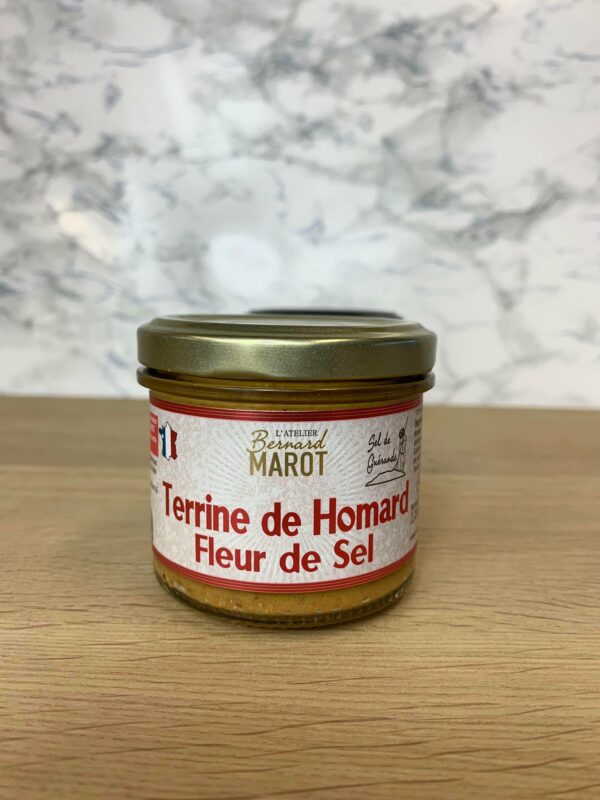 L'ATELIER
Bernard
MAROT
Sel de
Guérande
Terrine de Homard
Fleur de Sel